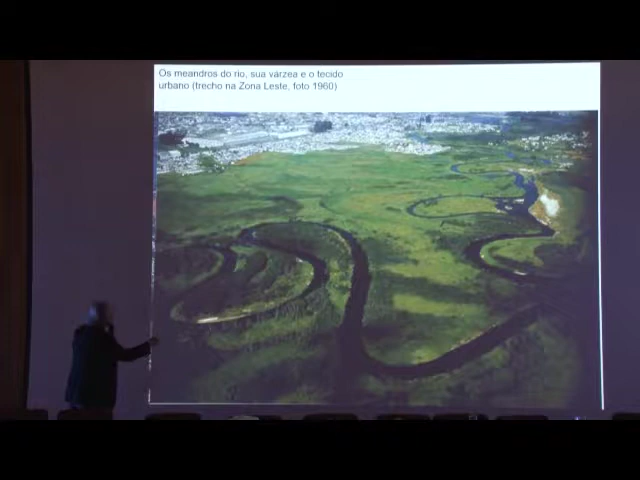 Os meandros do rio, sua várzea e o tecido
urbano (trecho na Zona Leste, foto 1960)